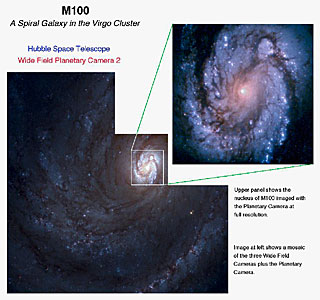 M100
A Spiral Galaxy in the Virgo Cluster
Hubble Space Telescope
Wide Field Planetary Camera 2
Upper panel shows the
nucleus of M100 imaged with
the Planetary Camera at
full resolution.
Image at left shows a mosaic
of the three Wide Field
Cameras plus the Planetary
Camera.